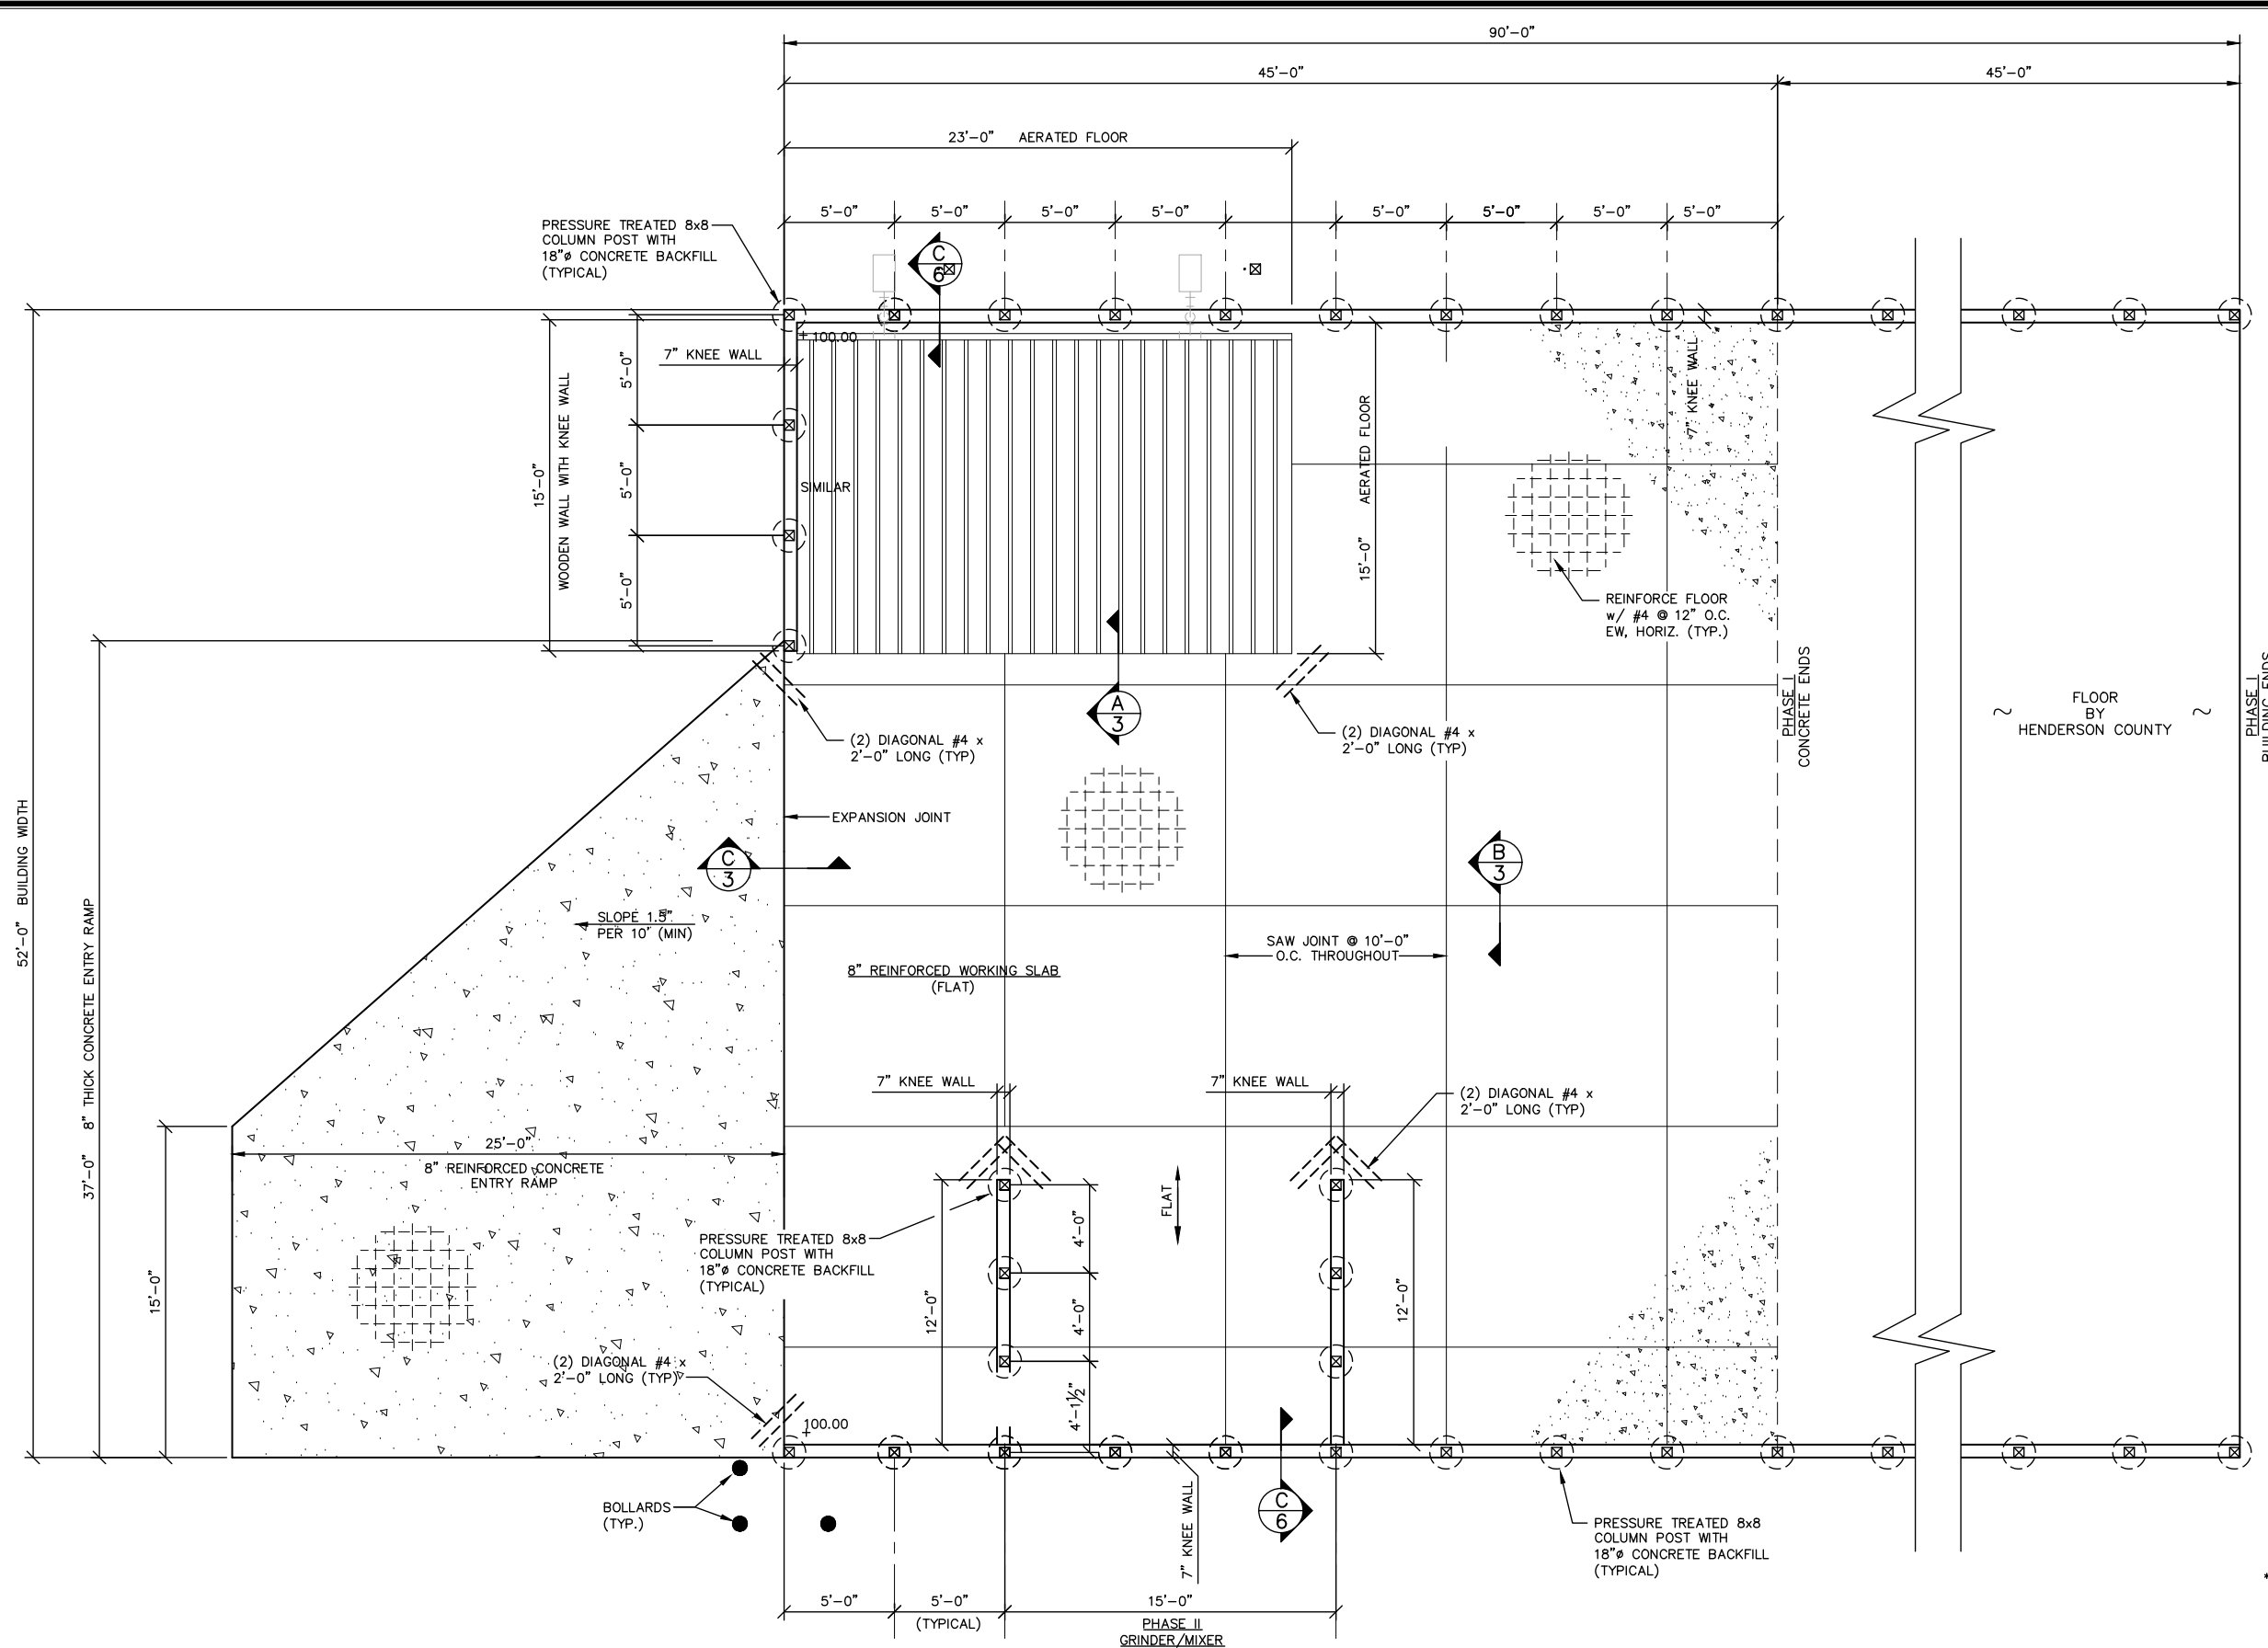 90'-0"
45'-0"
45'-0"
23'-0" AERATED FLOOR
5'-0"
5'-0"
5'-0"
5'-0"
5'-0"
5'-0"
5'-0"
5'-0"
PRESSURE TREATED 8x8
COLUMN POST WITH
18"ø CONCRETE BACKFILL
(TYPICAL)
C
6
100.00
7" KNEE WALL
7" KNEE WALL
5'-0"
5'-0"
5'-0"
15'-0"
WOODEN WALL WITH KNEE WALL
SIMILAR
15'-0" AERATED FLOOR
REINFORCE FLOOR
w/ #4 @ 12" O.C.
EW, HORIZ. (TYP.)
PHASE I
CONCRETE ENDS
FLOOR
BY
HENDERSON COUNTY
~
~
PHASE I
BUILDING ENDS
A
3
(2) DIAGONAL #4 x
2'-0" LONG (TYP)
(2) DIAGONAL #4 x
2'-0" LONG (TYP)
EXPANSION JOINT
52'-0" BUILDING WIDTH
37'-0" 8" THICK CONCRETE ENTRY RAMP
C
3
B
3
SLOPE 1.5"
PER 10' (MIN)
SAW JOINT @ 10'-0"
O.C. THROUGHOUT
8" REINFORCED WORKING SLAB
(FLAT)
7" KNEE WALL
7" KNEE WALL
(2) DIAGONAL #4 x
2'-0" LONG (TYP)
25'-0"
8" REINFORCED CONCRETE
ENTRY RAMP
15'-0"
PRESSURE TREATED 8x8
COLUMN POST WITH
18"ø CONCRETE BACKFILL
(TYPICAL)
12'-0"
4'-0"
4'-0"
4'-1½"
FLAT
12'-0"
(2) DIAGONAL #4 x
2'-0" LONG (TYP)
100.00
BOLLARDS
(TYP.)
7" KNEE WALL
C
6
PRESSURE TREATED 8x8
COLUMN POST WITH
18"ø CONCRETE BACKFILL
(TYPICAL)
5'-0"
5'-0"
(TYPICAL)
15'-0"
PHASE II
GRINDER/MIXER
*